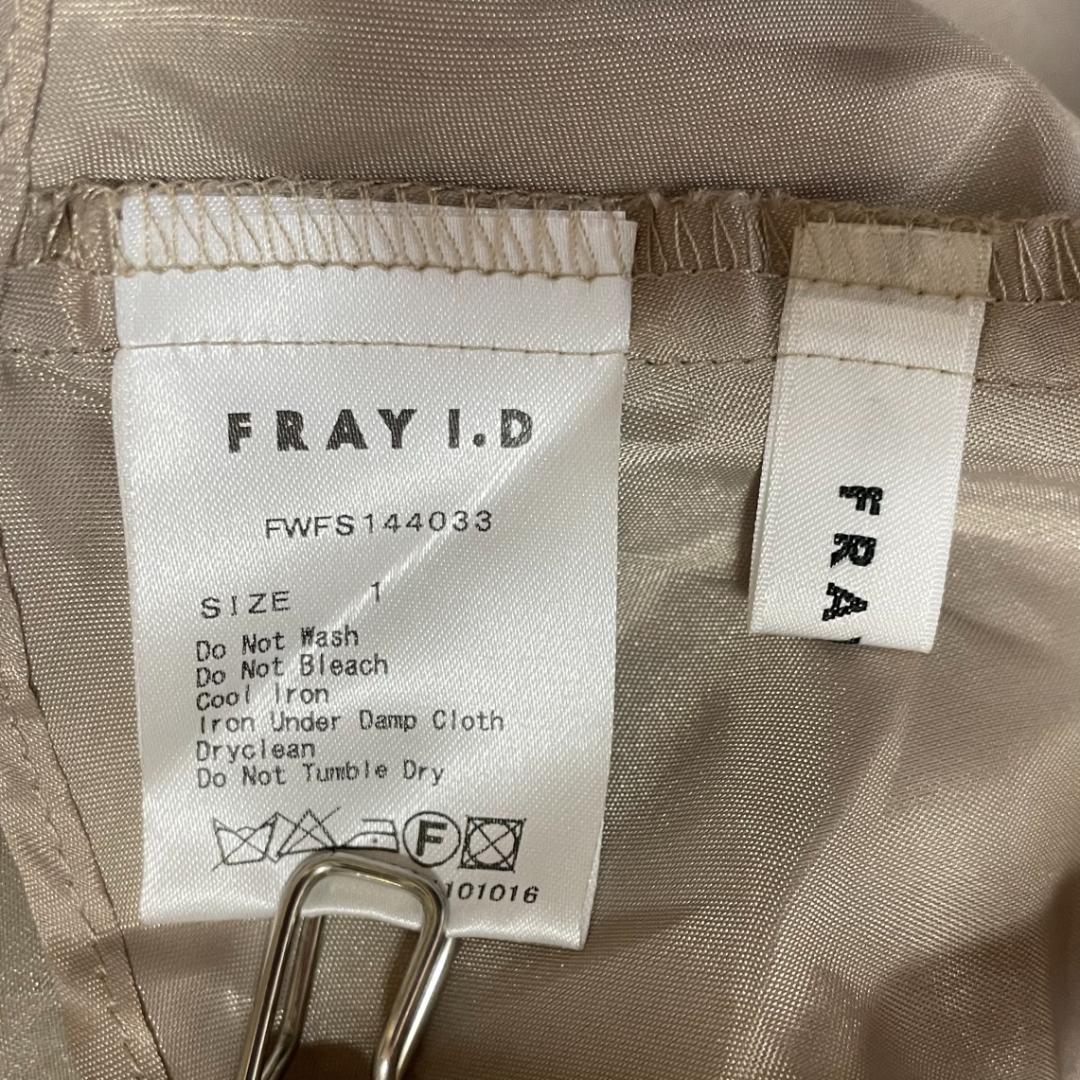 FRAY I.D
FWFS144033
SIZE 1
Do Not Wash
Do Not Bleach
Cool Iron
Iron Under Damp Cloth
Dryclean
Do Not Tumble Dry
F
101016
FRA